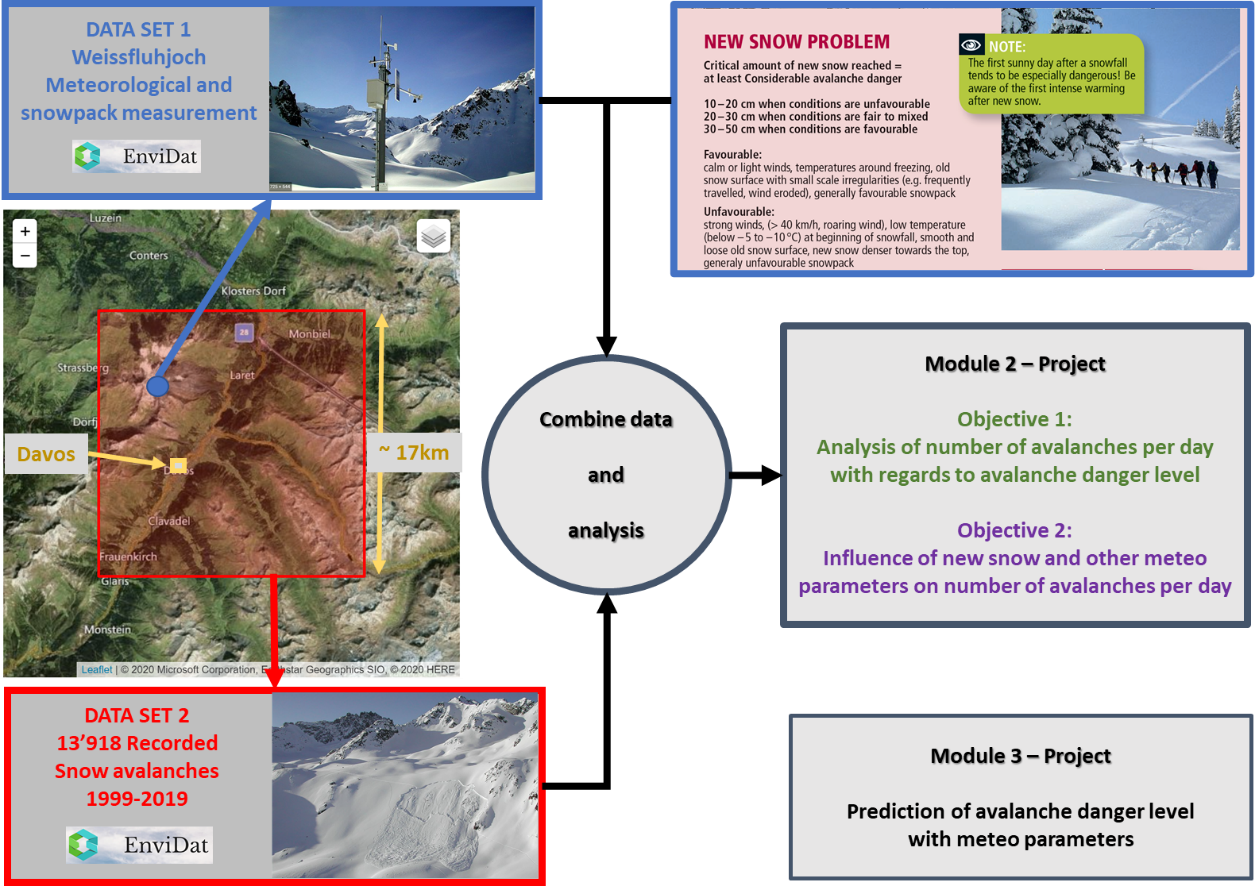 DATA SET 1
Weissfluhjoch
Meteorological and
snowpack measurement
EnviDat
NEW SNOW PROBLEM
Critical amount of new snow reached =
at least Considerable avalanche danger
10–20 cm when conditions are unfavourable
20–30 cm when conditions are fair to mixed
30–50 cm when conditions are favourable
Favourable:
calm or light winds, temperatures around freezing, old
snow surface with small scale irregularities (e.g. frequently
travelled, wind eroded), generally favourable snowpack
Unfavourable:
strong winds, (> 40 km/h, roaring wind), low temperature
(below –5 to –10 °C) at beginning of snowfall, smooth and
loose old snow surface, new snow denser towards the top,
generaly unfavourable snowpack
NOTE:
The first sunny day after a snowfall
tends to be especially dangerous! Be
aware of the first intense warming
after new snow.
+
−
Luzein
Conters
Klosters Dorf
28
Monbiel
Strassberg
Laret
Dörfj
Davos
~ 17km
Davos
Clavadel
Frauenkirch
Glaris
Monstein
Leaflet | © 2020 Microsoft Corporation, Earthstar Geographics SIO, © 2020 HERE
Combine data
and
analysis
Module 2 – Project
Objective 1:
Analysis of number of avalanches per day
with regards to avalanche danger level
Objective 2:
Influence of new snow and other meteo
parameters on number of avalanches per day
DATA SET 2
13’918 Recorded
Snow avalanches
1999-2019
EnviDat
Module 3 – Project
Prediction of avalanche danger level
with meteo parameters